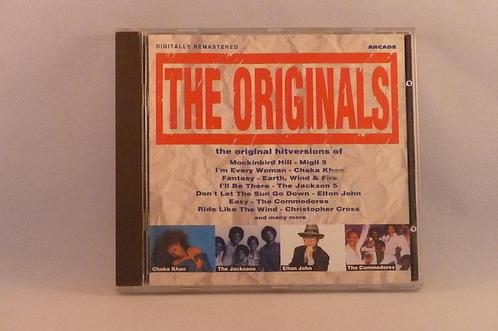 DIGITALLY REMASTERED ARCADE
THE ORIGINALS
the original hitversions of
Mockinbird Hill - Migil 5
I'm Every Woman - Chaka Khan
Fantasy - Earth, Wind & Fire
I'll Be There - The Jackson 5
Don't Let The Sun Go Down - Elton John
Easy - The Commodores
Ride Like The Wind - Christopher Cross
and many more
Chaka Khan The Jacksons Elton John The Commodores